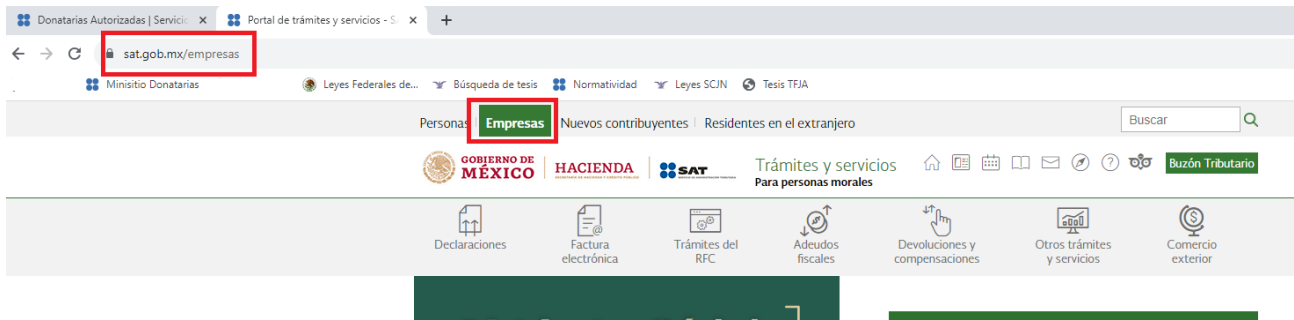 Donatarias Autorizadas | Servicio
Portal de trámites y servicios - S
sat.gob.mx/empresas
Minisitio Donatarias
Leyes Federales de...
Búsqueda de tesis
Normatividad
Leyes SCJN
Tesis TFJA
Personas
Empresas
Nuevos contribuyentes
Residentes en el extranjero
Buscar
GOBIERNO DE
MÉXICO
HACIENDA
SAT
Trámites y servicios
Para personas morales
Buzón Tributario
Declaraciones
Factura
electrónica
Trámites del
RFC
Adeudos
fiscales
Devoluciones y
compensaciones
Otros trámites
y servicios
Comercio
exterior